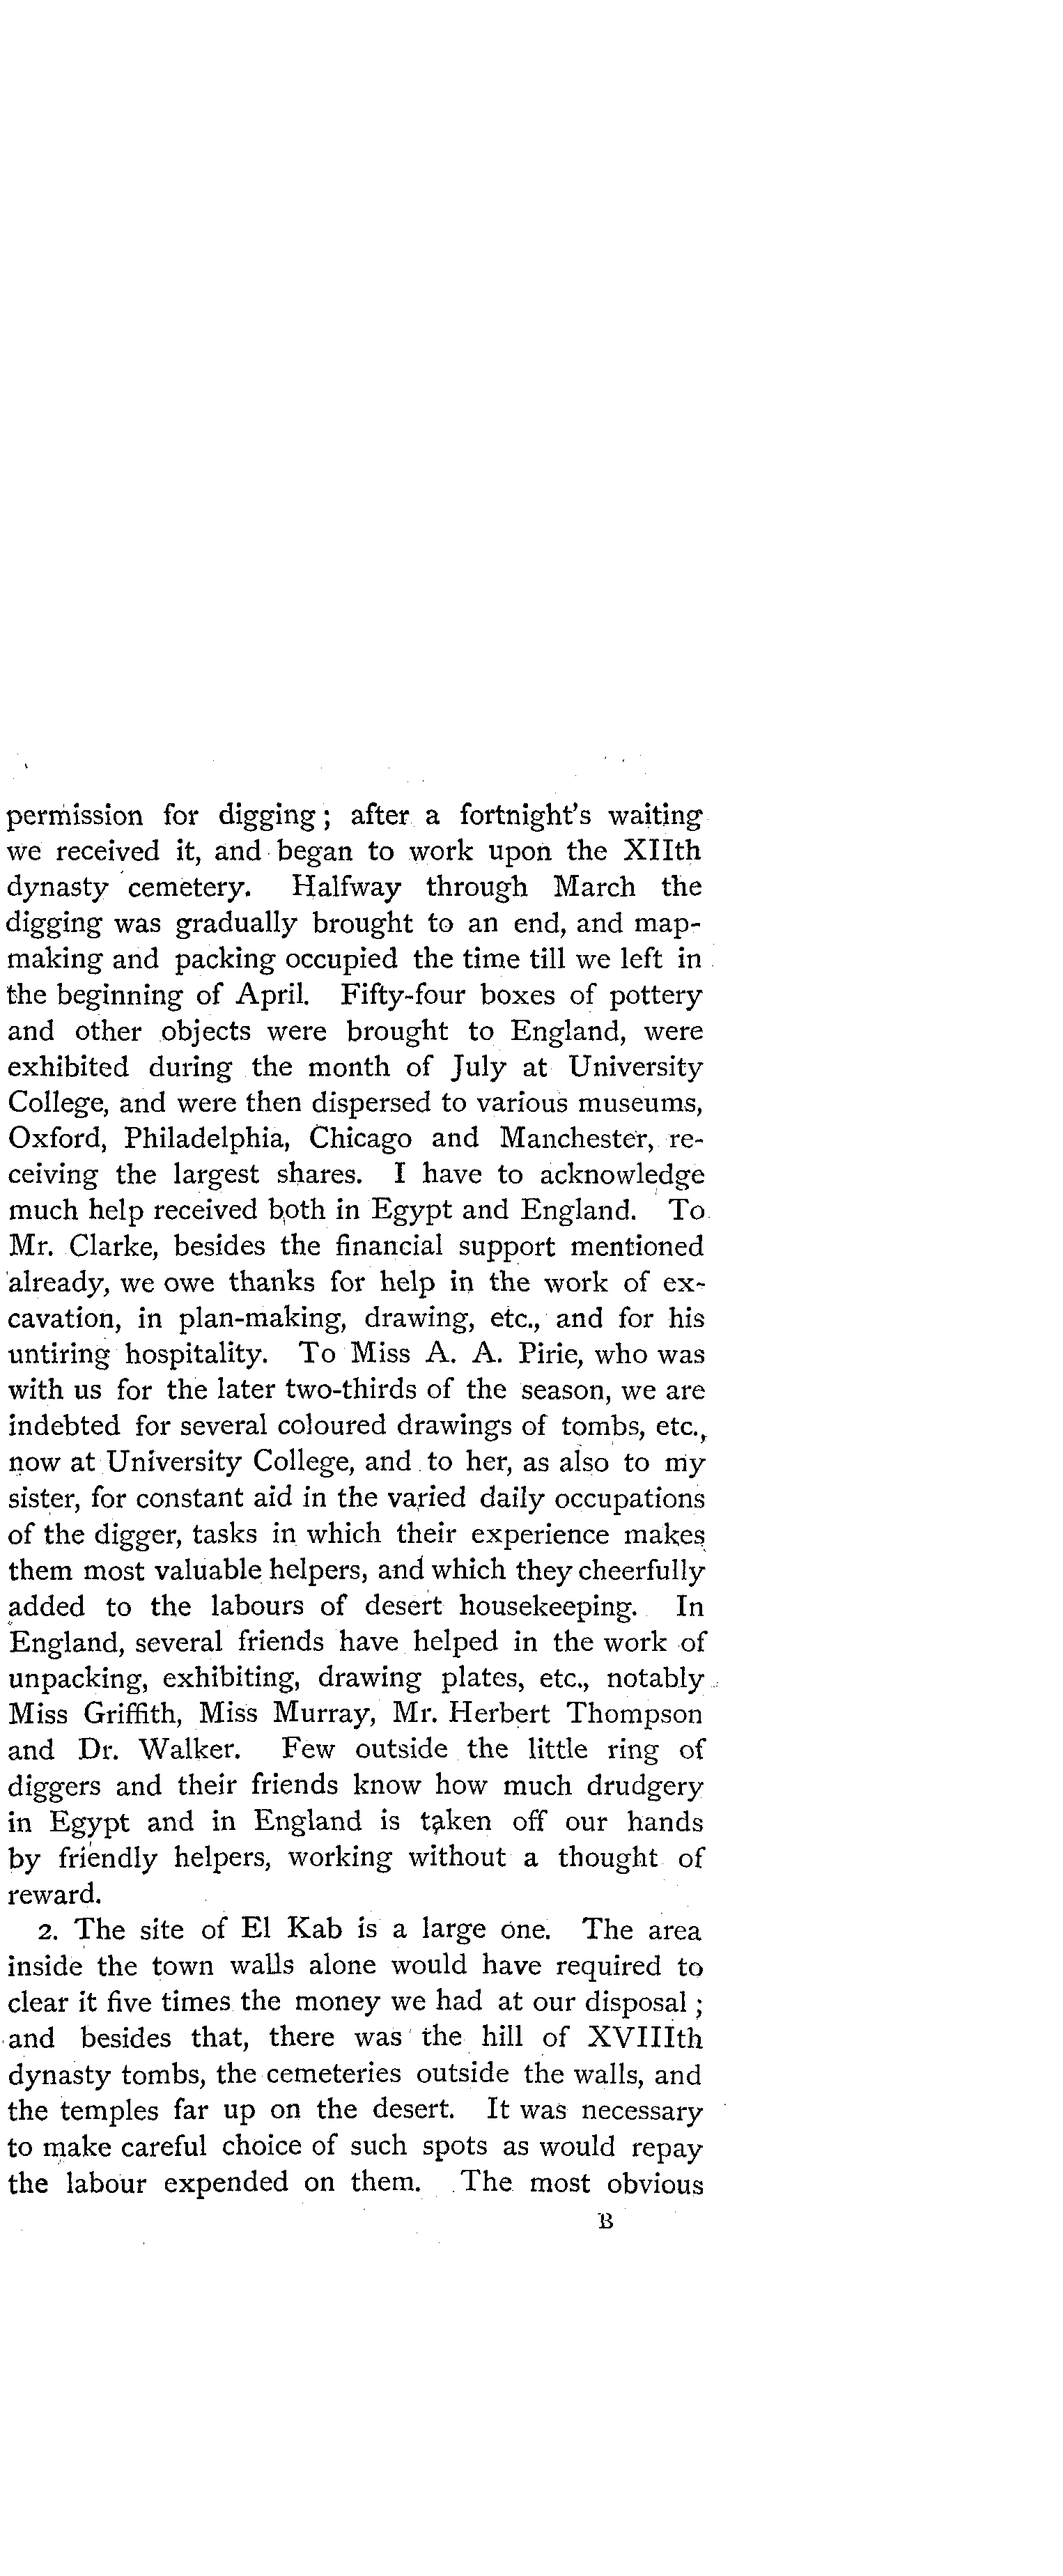 permission for digging; after a fortnight's waiting
we received it, and began to work upon the XIIth
dynasty cemetery. Halfway through March the
digging was gradually brought to an end, and map-
making and packing occupied the time till we left in
the beginning of April. Fifty-four boxes of pottery
and other objects were brought to England, were
exhibited during the month of July at University
College, and were then dispersed to various museums,
Oxford, Philadelphia, Chicago and Manchester, re-
ceiving the largest shares. I have to acknowledge
much help received both in Egypt and England. To
Mr. Clarke, besides the financial support mentioned
already, we owe thanks for help in the work of ex-
cavation, in plan-making, drawing, etc., and for his
untiring hospitality. To Miss A. A. Pirie, who was
with us for the later two-thirds of the season, we are
indebted for several coloured drawings of tombs, etc.,
now at University College, and to her, as also to my
sister, for constant aid in the varied daily occupations
of the digger, tasks in which their experience makes
them most valuable helpers, and which they cheerfully
added to the labours of desert housekeeping. In
England, several friends have helped in the work of
unpacking, exhibiting, drawing plates, etc., notably
Miss Griffith, Miss Murray, Mr. Herbert Thompson
and Dr. Walker. Few outside the little ring of
diggers and their friends know how much drudgery
in Egypt and in England is taken off our hands
by friendly helpers, working without a thought of
reward.
2. The site of El Kab is a large one. The area
inside the town walls alone would have required to
clear it five times the money we had at our disposal;
and besides that, there was the hill of XVIIIth
dynasty tombs, the cemeteries outside the walls, and
the temples far up on the desert. It was necessary
to make careful choice of such spots as would repay
the labour expended on them. The most obvious
B